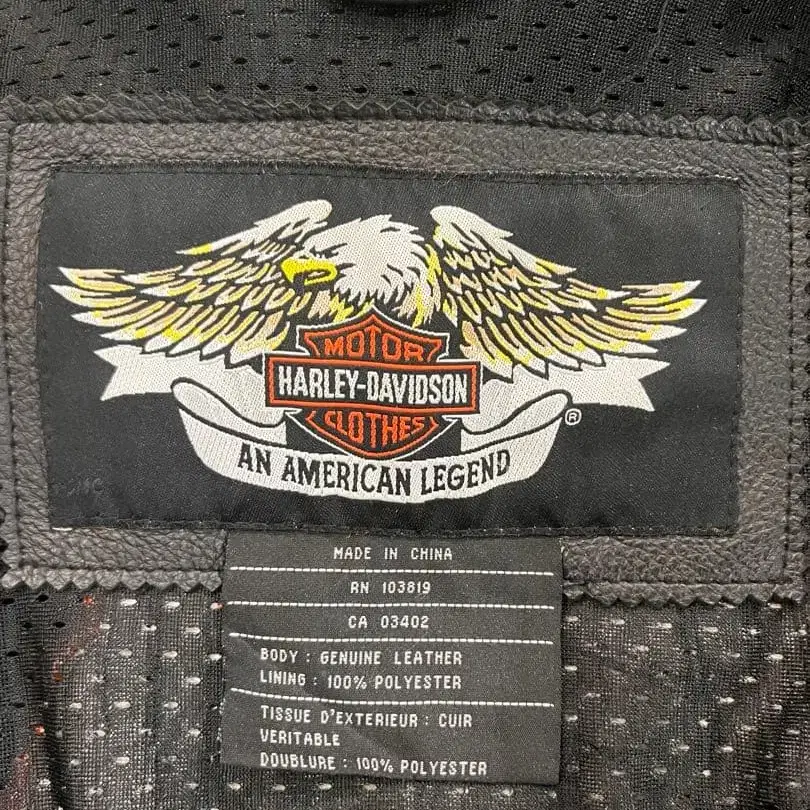 MOTOR
HARLEY-DAVIDSON
CLOTHES
®
AN AMERICAN LEGEND
MADE IN CHINA
RN 103819
CA 03402
BODY : GENUINE LEATHER
LINING : 100% POLYESTER
TISSUE D'EXTERIEUR : CUIR
VERITABLE
DOUBLURE : 100% POLYESTER